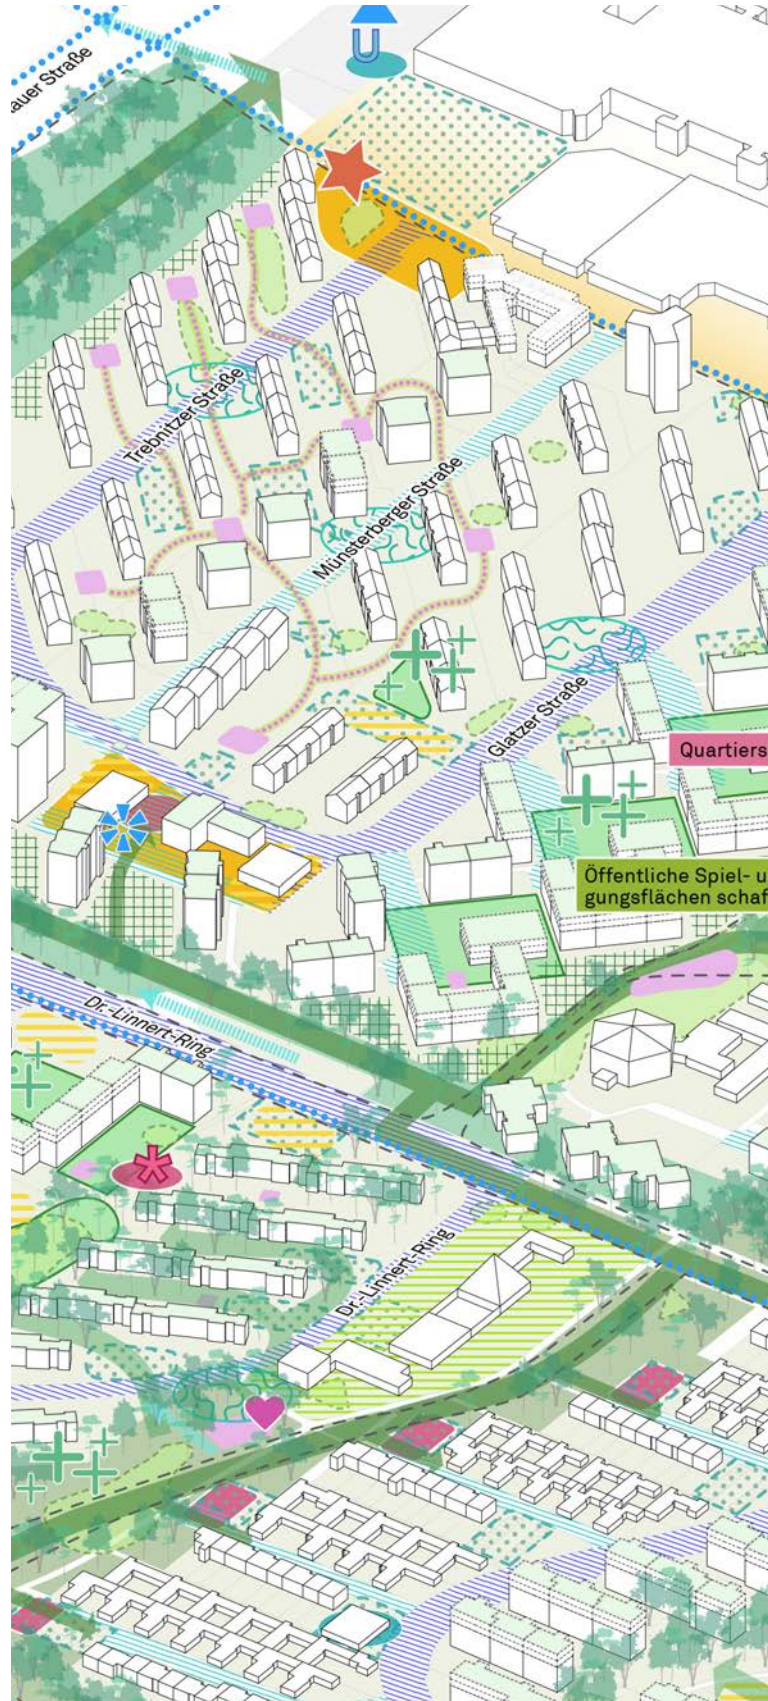 U
auer Straße
Trebnitzer Straße
Münsterberger Straße
Glatzer Straße
Quartiers
Öffentliche Spiel- u
gungsflächen schaf
Dr.-Linnert-Ring
Dr.-Linnert-Ring